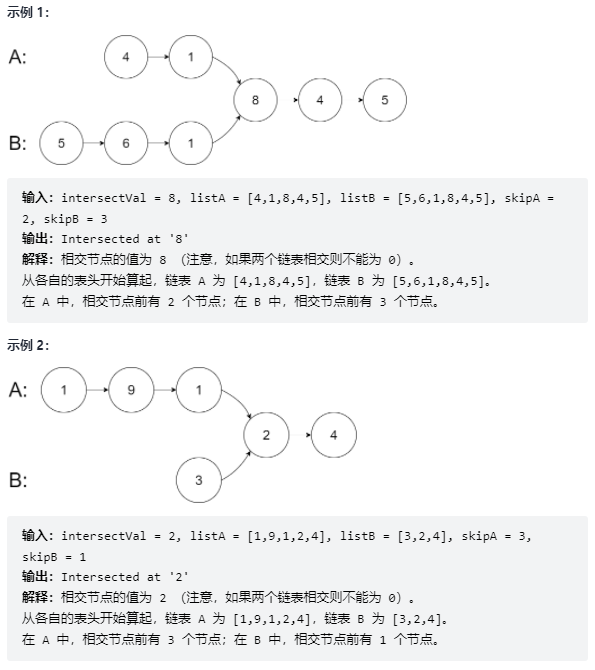 示例 1：
A:
4
1
8
4
5
B:
5
6
1
输入：intersectVal = 8, listA = [4,1,8,4,5], listB = [5,6,1,8,4,5], skipA =
2, skipB = 3
输出：Intersected at '8'
解释：相交节点的值为 8 （注意，如果两个链表相交则不能为 0）。
从各自的表头开始算起，链表 A 为 [4,1,8,4,5]，链表 B 为 [5,6,1,8,4,5]。
在 A 中，相交节点前有 2 个节点；在 B 中，相交节点前有 3 个节点。
示例 2：
A:
1
9
1
2
4
B:
3
输入：intersectVal = 2, listA = [1,9,1,2,4], listB = [3,2,4], skipA = 3,
skipB = 1
输出：Intersected at '2'
解释：相交节点的值为 2 （注意，如果两个链表相交则不能为 0）。
从各自的表头开始算起，链表 A 为 [1,9,1,2,4]，链表 B 为 [3,2,4]。
在 A 中，相交节点前有 3 个节点；在 B 中，相交节点前有 1 个节点。